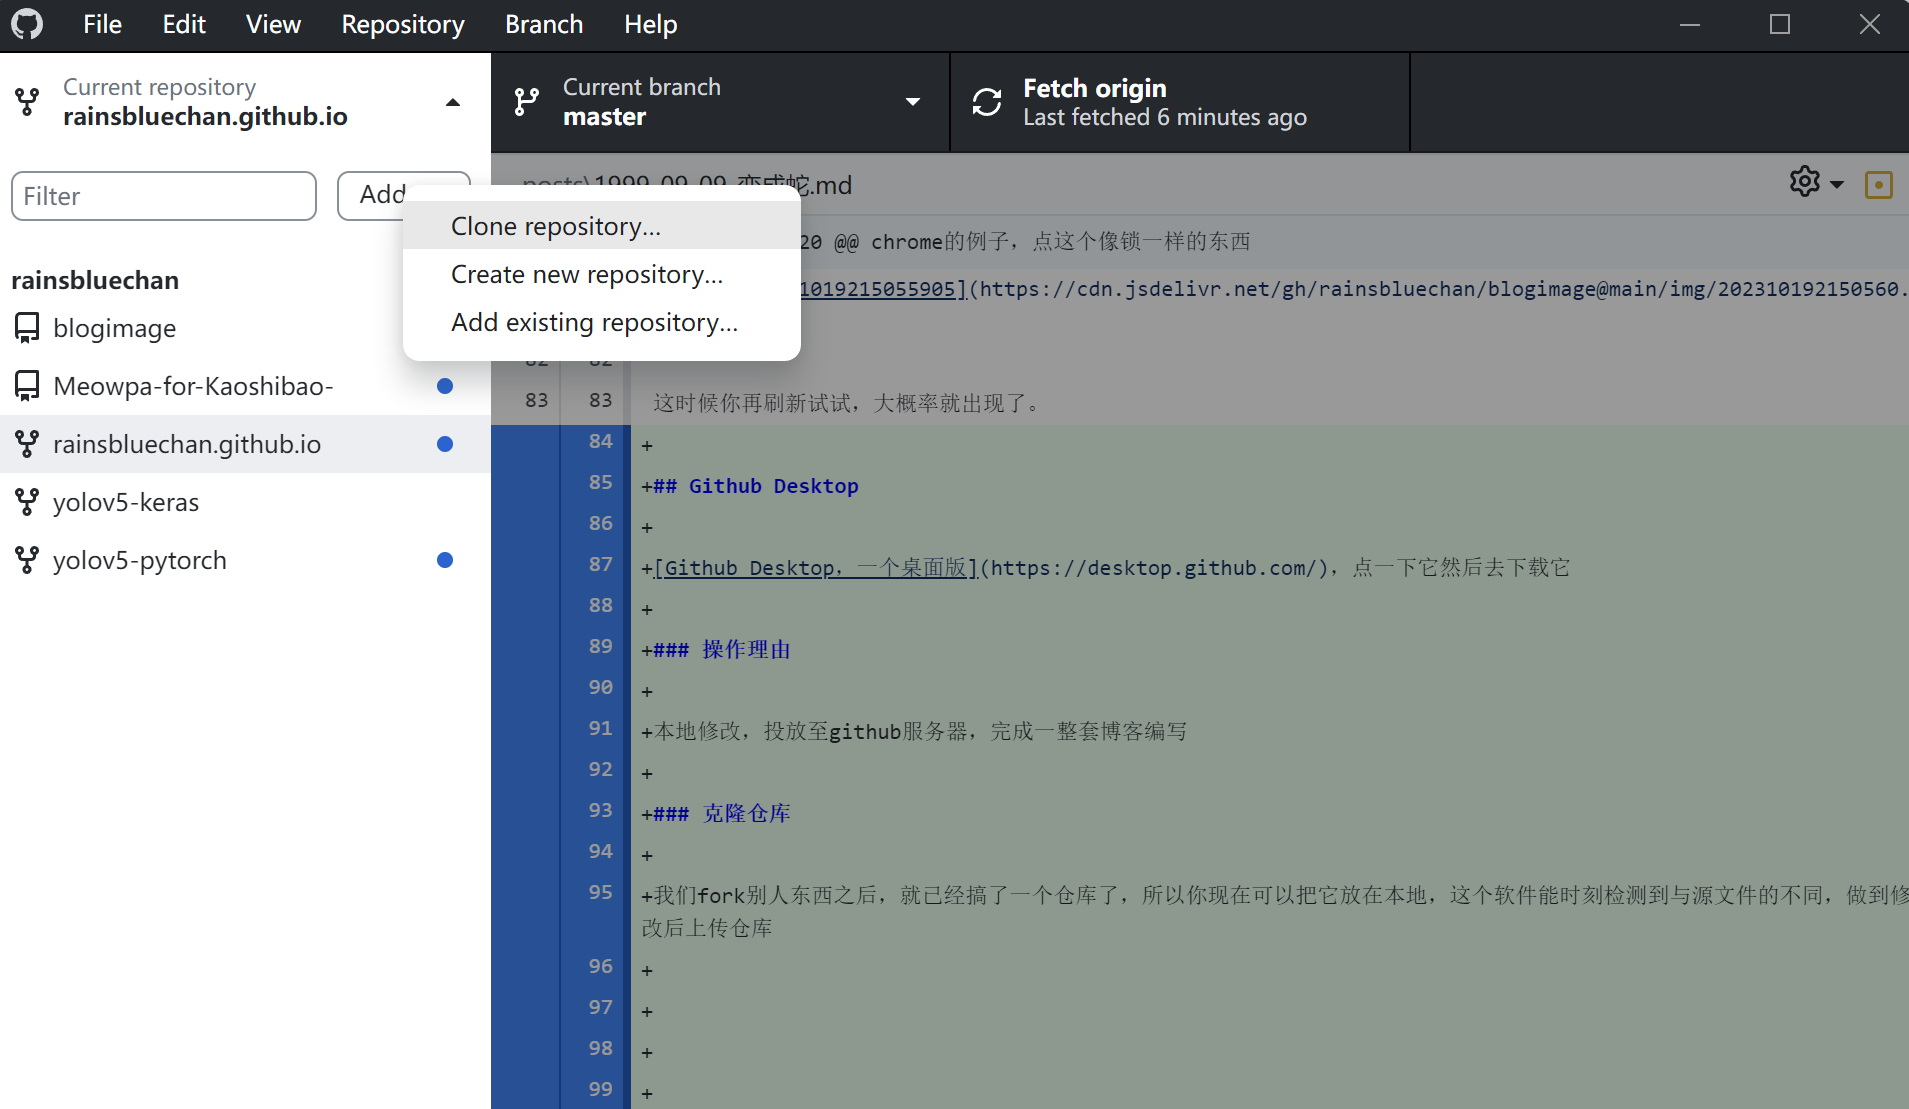 File Edit View Repository Branch Help
Current repository
rainsbluechan.github.io
Current branch
master
Fetch origin
Last fetched 6 minutes ago
Filter
Add
Clone repository...
Create new repository...
Add existing repository...
rainsbluechan
blogimage
Meowpa-for-Kaoshibao-
rainsbluechan.github.io
yolov5-keras
yolov5-pytorch
posts\1999-09-09-变成蛇.md
20 @@ chrome的例子，点这个像锁一样的东西
1019215055905](https://cdn.jsdelivr.net/gh/rainsbluechan/blogimage@main/img/202310192150560.
82 82
83 83 这时候你再刷新试试，大概率就出现了。
84 +
85 +## Github Desktop
86 +
87 +[Github Desktop，一个桌面版](https://desktop.github.com/)，点一下它然后去下载它
88 +
89 +### 操作理由
90 +
91 +本地修改，投放至github服务器，完成一整套博客编写
92 +
93 +### 克隆仓库
94 +
95 +我们fork别人东西之后，就已经搞了一个仓库了，所以你现在可以把它放在本地，这个软件能时刻检测到与源文件的不同，做到修
改后上传仓库
96 +
97 +
98 +
99 +